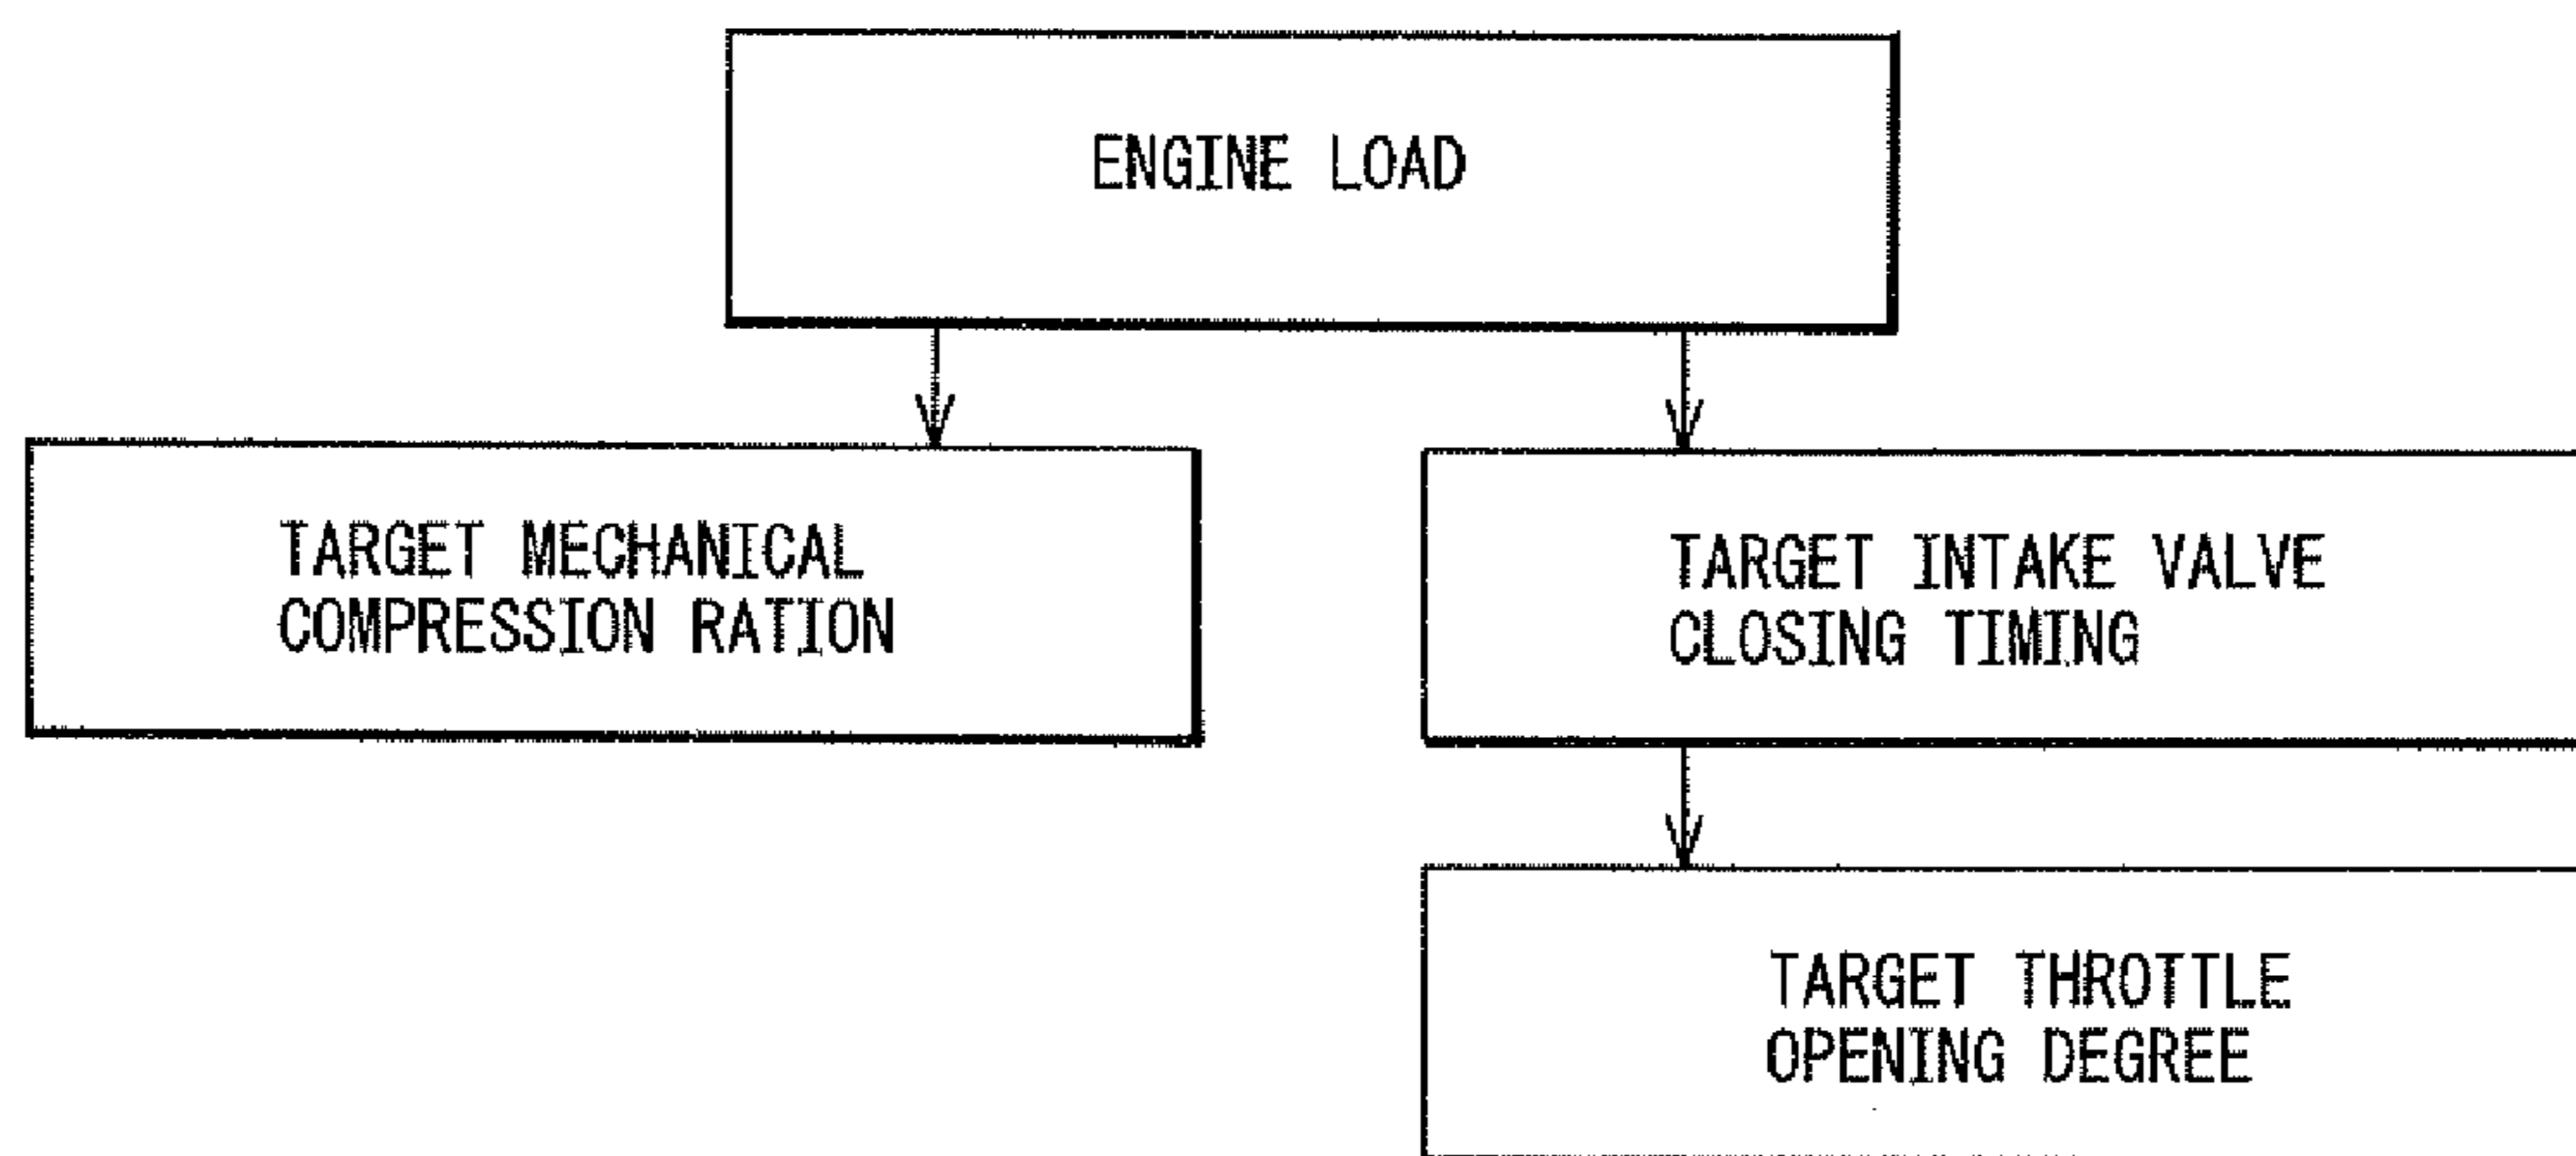 ENGINE LOAD
TARGET MECHANICAL
COMPRESSION RATION
TARGET INTAKE VALVE
CLOSING TIMING
TARGET THROTTLE
OPENING DEGREE